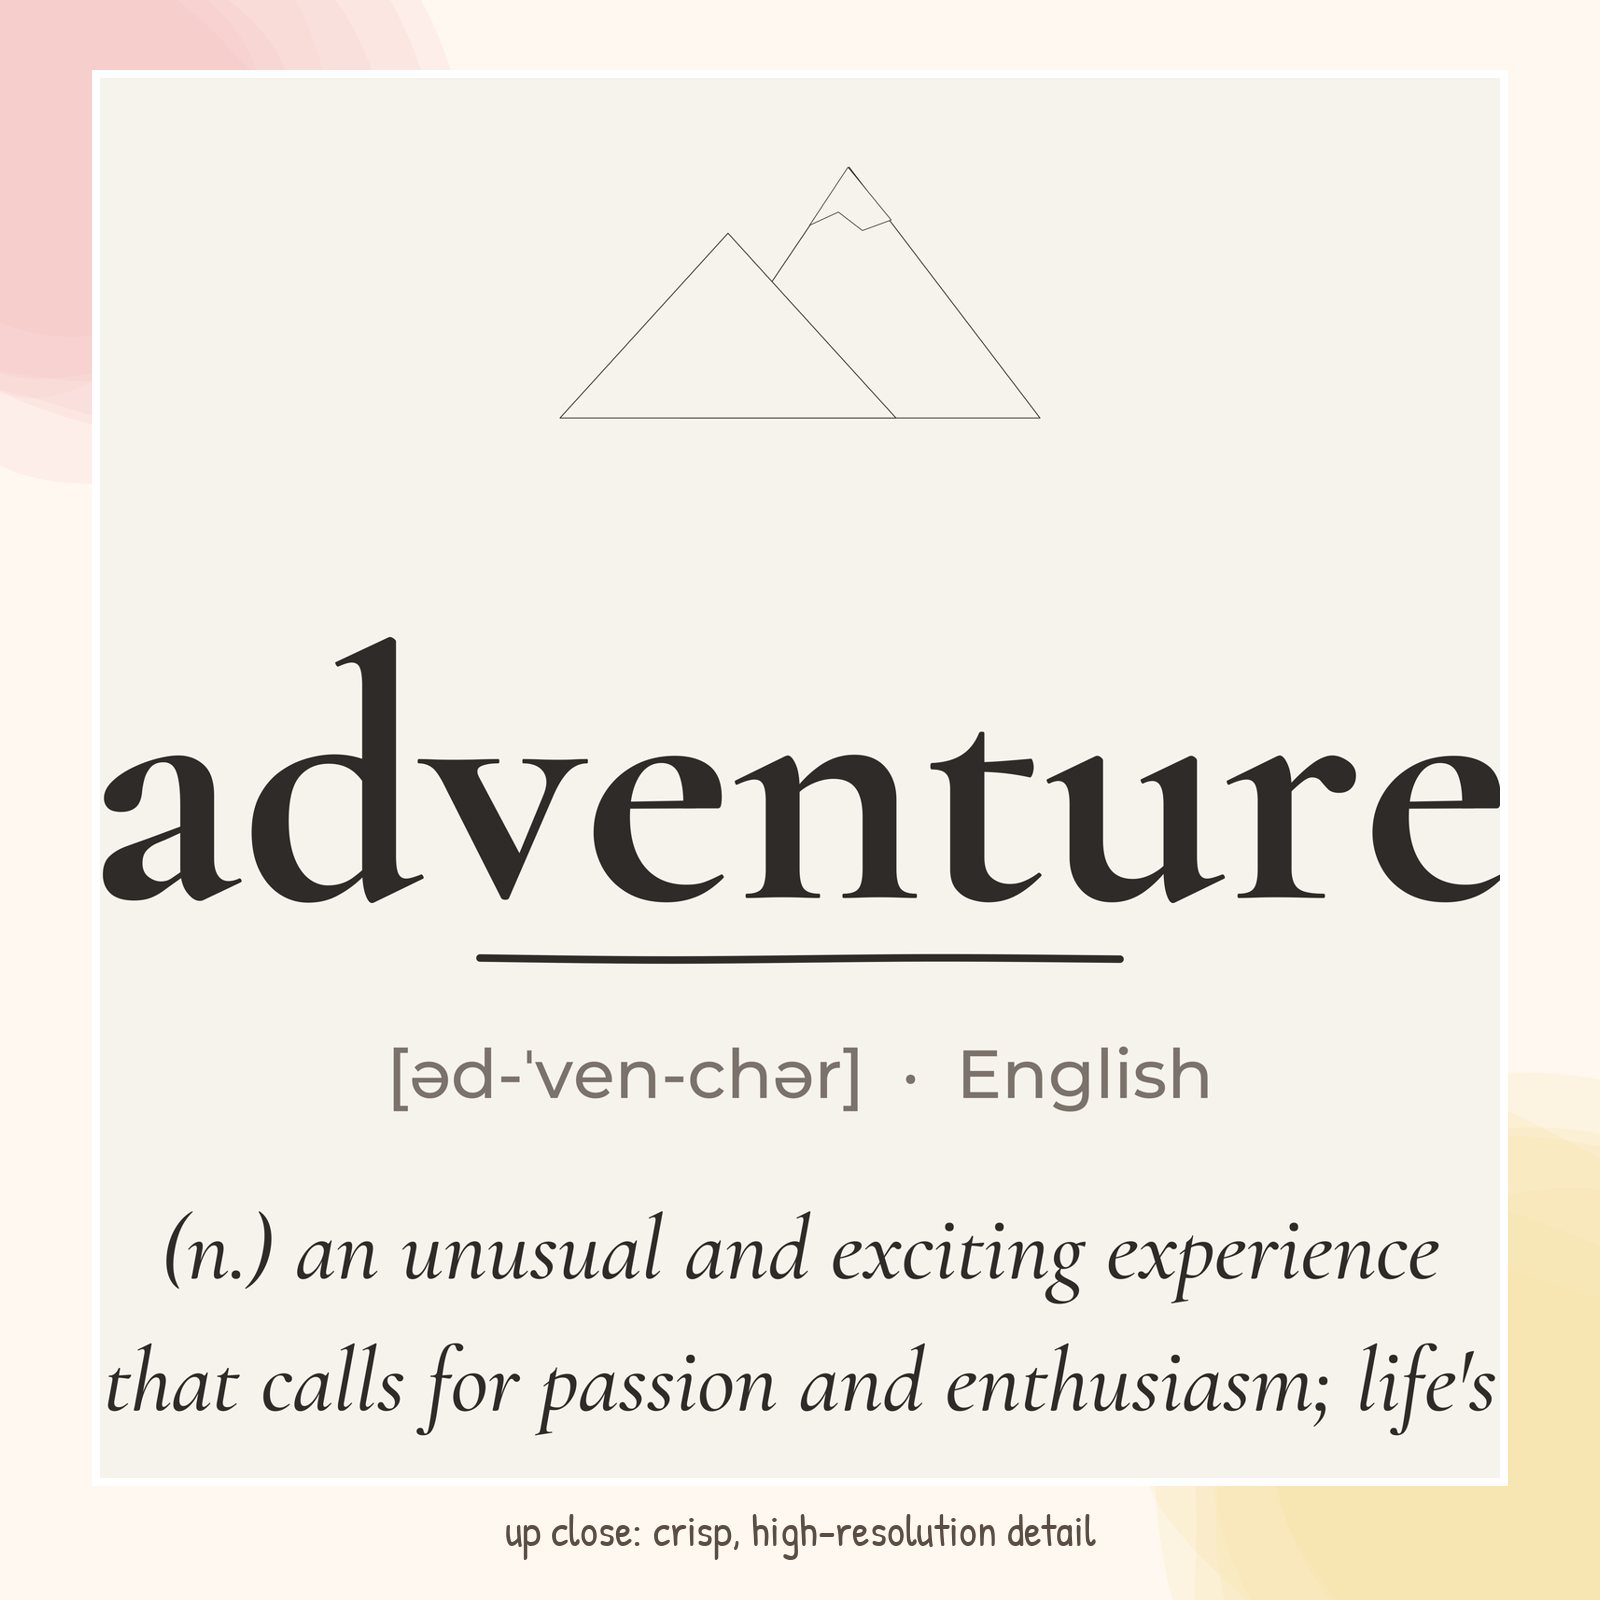 adventure
[əd-ˈven-chər] · English
(n.) an unusual and exciting experience
that calls for passion and enthusiasm; life's
up close: crisp, high-resolution detail